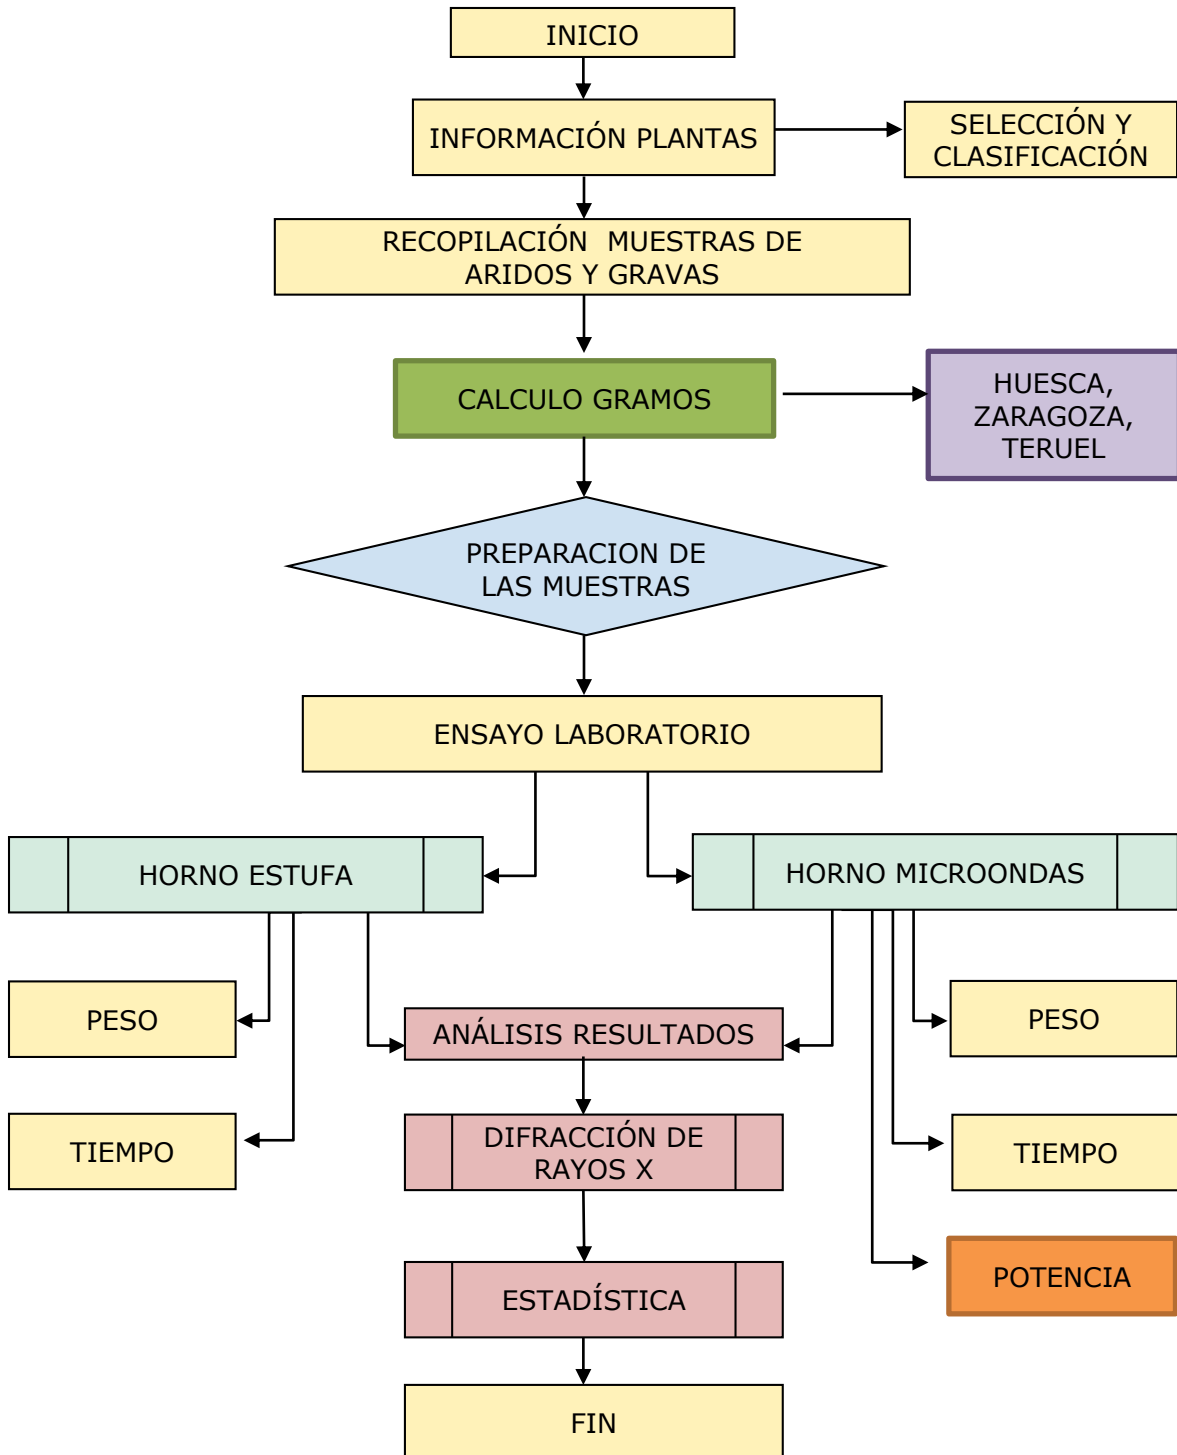 INICIO
INFORMACIÓN PLANTAS
SELECCIÓN Y
CLASIFICACIÓN
RECOPILACIÓN  MUESTRAS DE
ARIDOS Y GRAVAS
CALCULO GRAMOS
HUESCA,
ZARAGOZA,
TERUEL
PREPARACION DE
LAS MUESTRAS
ENSAYO LABORATORIO
HORNO ESTUFA
HORNO MICROONDAS
PESO
ANÁLISIS RESULTADOS
PESO
TIEMPO
DIFRACCIÓN DE
RAYOS X
TIEMPO
ESTADÍSTICA
POTENCIA
FIN